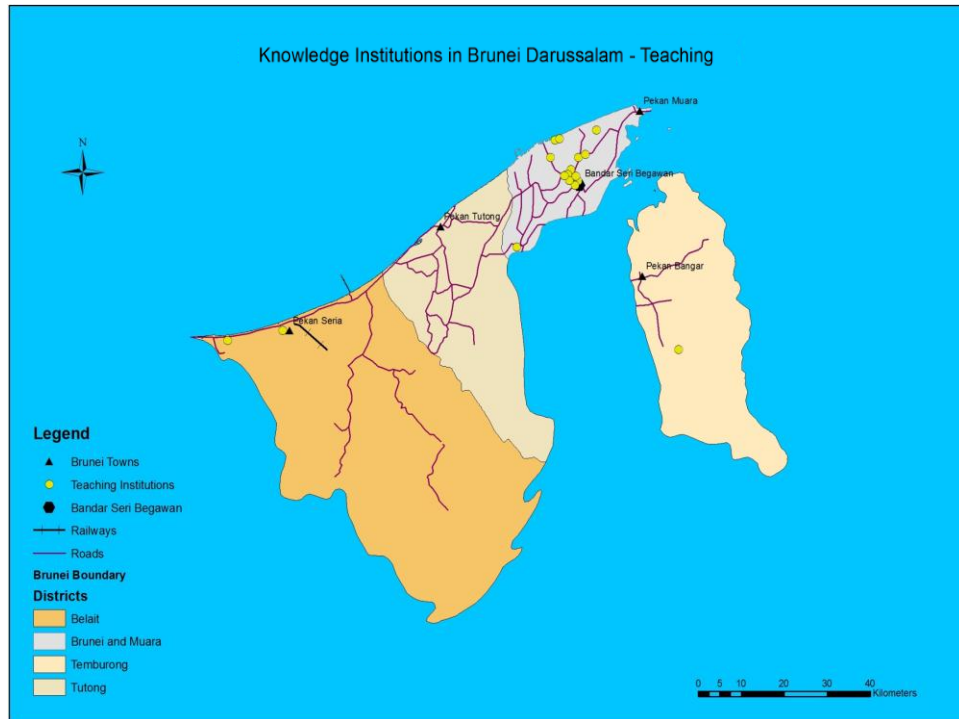 Knowledge Institutions in Brunei Darussalam - Teaching
Pekan Muara
N
Bandar Seri Begawan
Pekan Tutong
Pekan Bangar
Pekan Seria
Legend
Brunei Towns
Teaching Institutions
Bandar Seri Begawan
Railways
Roads
Brunei Boundary
Districts
Belait
Brunei and Muara
Temburong
Tutong
0 5 10 20 30 40
Kilometers